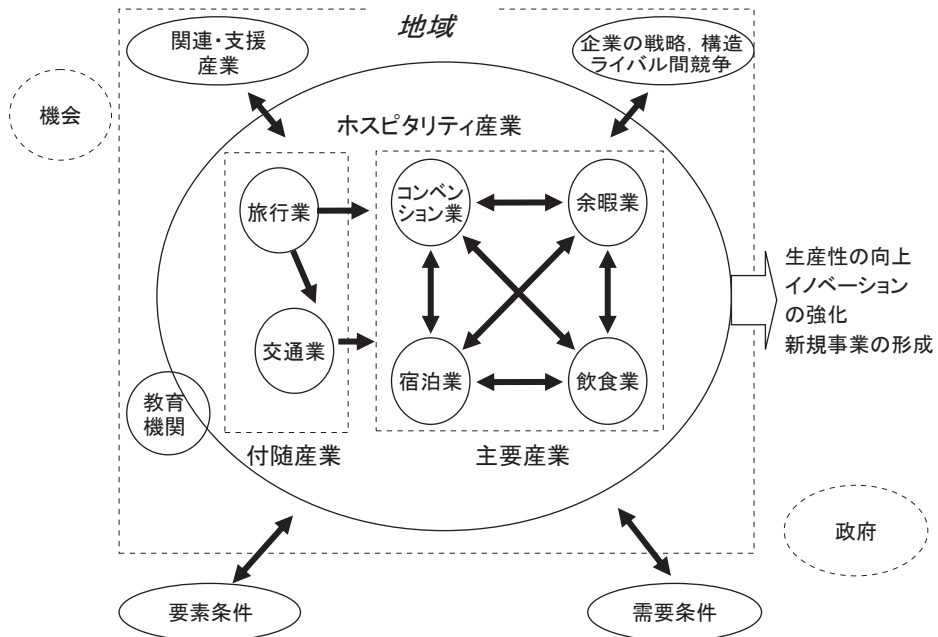 地域
関連・支援
産業
企業の戦略, 構造
ライバル間競争
機会
ホスピタリティ産業
旅行業
コンベン
ション業
余暇業
生産性の向上
イノベーション
の強化
新規事業の形成
交通業
宿泊業
飲食業
教育
機関
付随産業
主要産業
政府
要素条件
需要条件